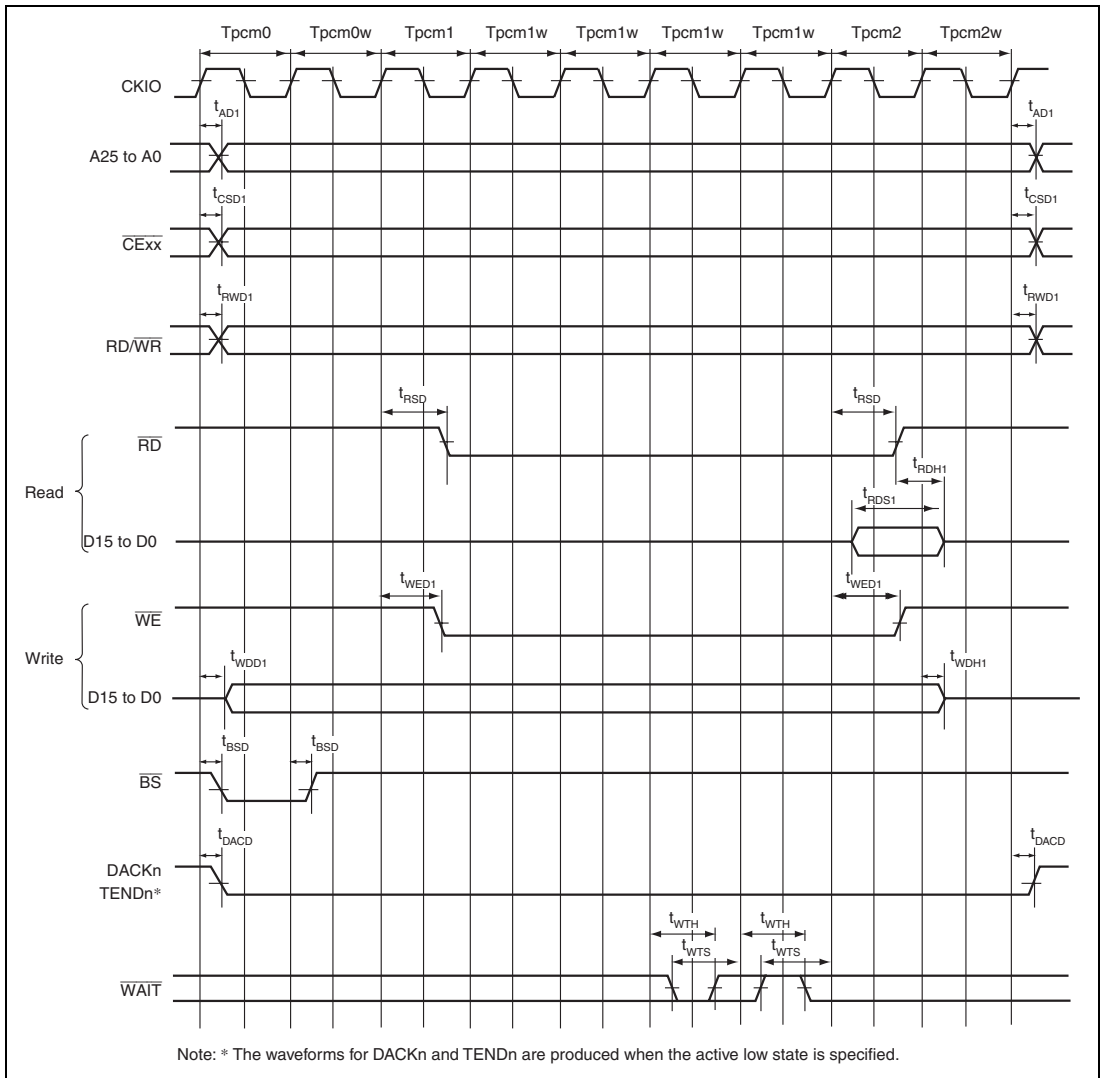 Tpcm0 Tpcm0w Tpcm1 Tpcm1w Tpcm1w Tpcm1w Tpcm1w Tpcm2 Tpcm2w
CKIO
tAD1 tAD1
A25 to A0
tCSD1 tCSD1
CExx
tRWD1 tRWD1
RD/WR
tRSD tRSD
RD
tRDH1
Read
tRDS1
D15 to D0
tWED1 tWED1
WE
Write
tWDD1 tWDH1
D15 to D0
tBSD tBSD
BS
tDACD tDACD
DACKn
TENDn*
tWTH tWTH
tWTS tWTS
WAIT
Note: * The waveforms for DACKn and TENDn are produced when the active low state is specified.